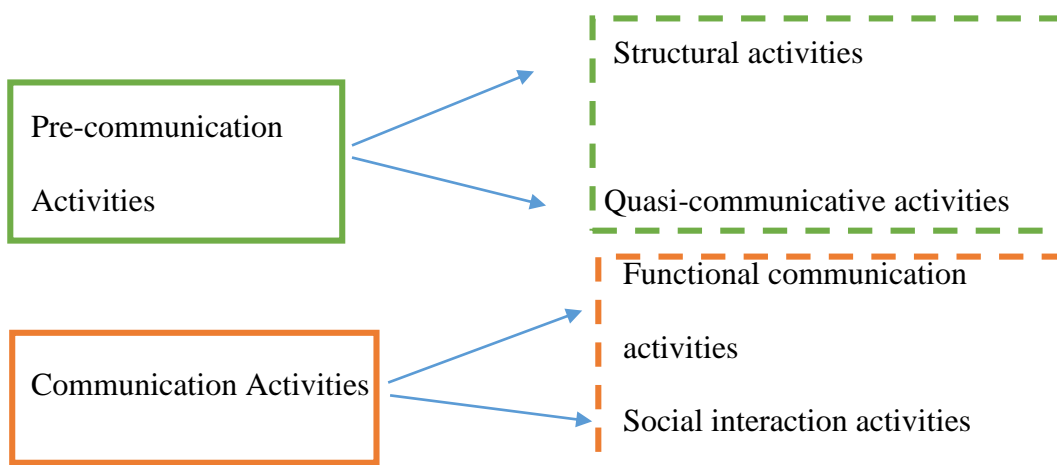 Pre-communication
Activities
Structural activities
Quasi-communicative activities
Communication Activities
Functional communication
activities
Social interaction activities